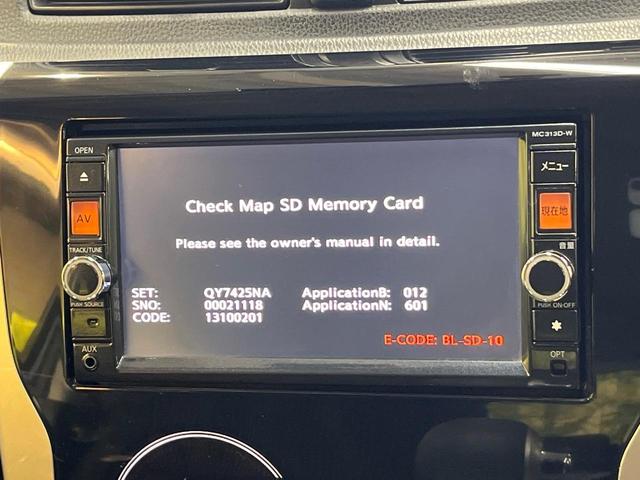 MC313D-W
OPEN
メニュー
AV
現在地
TRACK/TUNE
音量
PUSH SOURCE
PUSH ON·OFF
AUX
OPT
Check Map SD Memory Card
Please see the owner's manual in detail.
SET: QY7425NA ApplicationB: 012
SNO: 00021118 ApplicationN: 601
CODE: 13100201
E-CODE: BL-SD-10